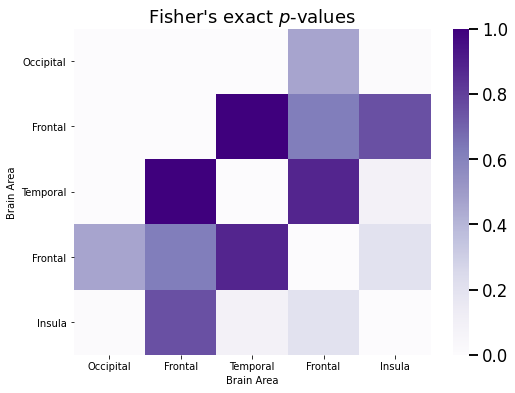 Fisher's exact p-values
Brain Area
Occipital
Frontal
Temporal
Frontal
Insula
Occipital Frontal Temporal Frontal Insula
Brain Area
1.0
0.8
0.6
0.4
0.2
0.0